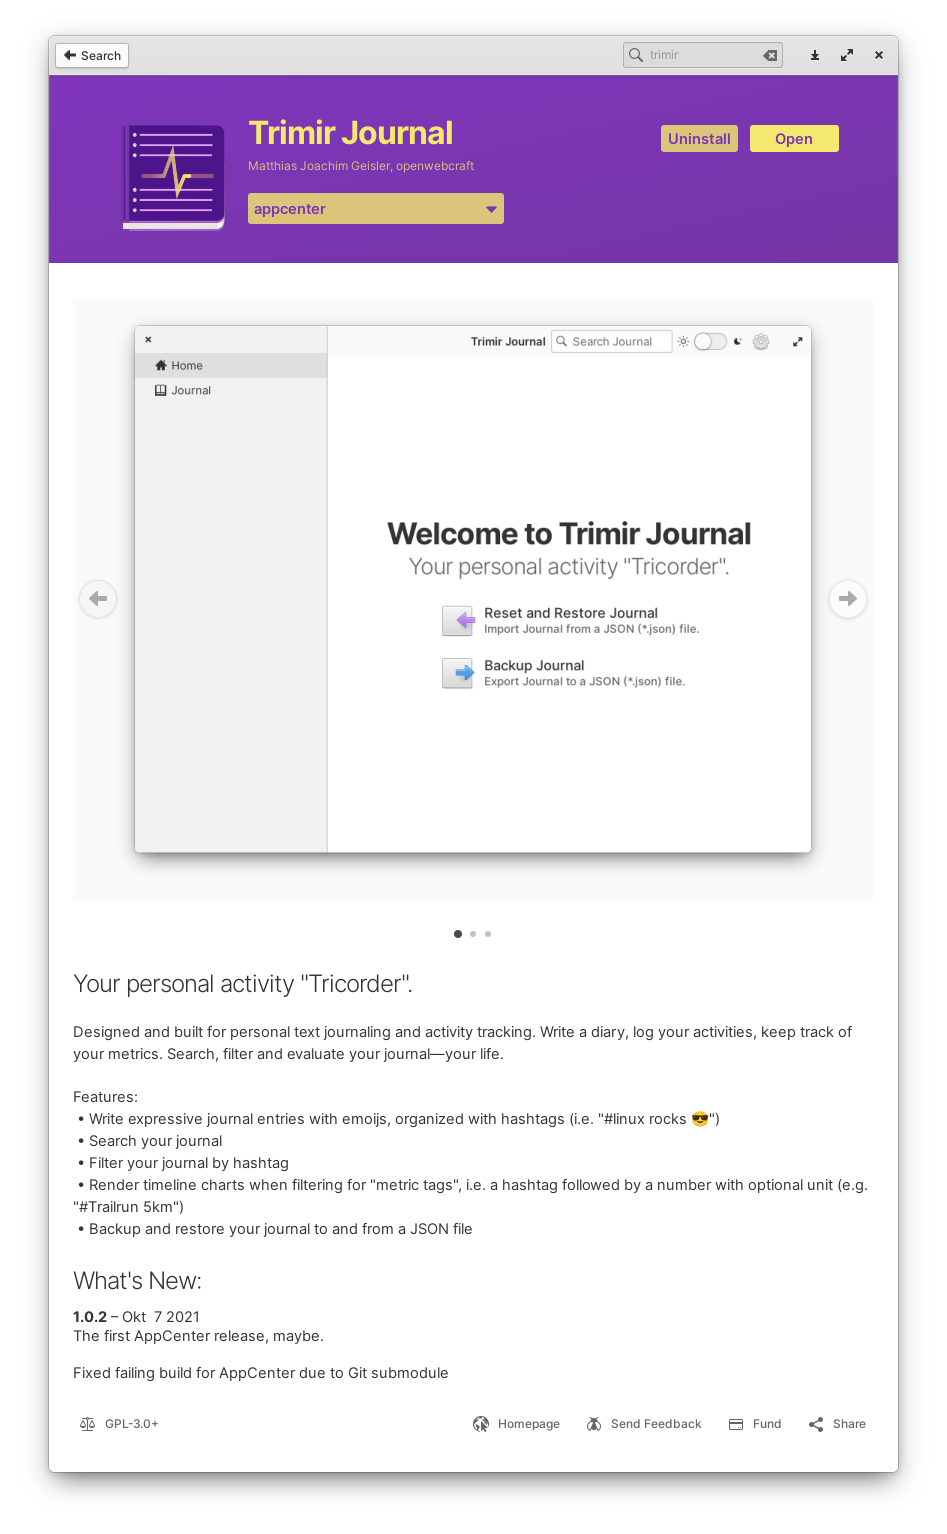 Search
trimir
Trimir Journal
Matthias Joachim Geisler, openwebcraft
Uninstall
Open
appcenter
Trimir Journal
Search Journal
Home
Journal
Welcome to Trimir Journal
Your personal activity "Tricorder".
Reset and Restore Journal
Import Journal from a JSON (*.json) file.
Backup Journal
Export Journal to a JSON (*.json) file.
Your personal activity "Tricorder".
Designed and built for personal text journaling and activity tracking. Write a diary, log your activities, keep track of
your metrics. Search, filter and evaluate your journal—your life.
Features:
• Write expressive journal entries with emoijs, organized with hashtags (i.e. "#linux rocks 😎")
• Search your journal
• Filter your journal by hashtag
• Render timeline charts when filtering for "metric tags", i.e. a hashtag followed by a number with optional unit (e.g.
"#Trailrun 5km")
• Backup and restore your journal to and from a JSON file
What's New:
1.0.2 – Okt  7 2021
The first AppCenter release, maybe.
Fixed failing build for AppCenter due to Git submodule
GPL-3.0+
Homepage
Send Feedback
Fund
Share